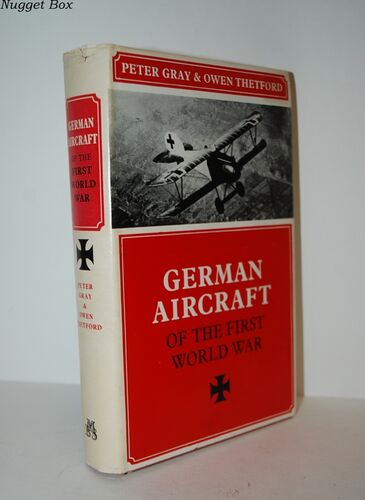 Nugget Box
GERMAN
AIRCRAFT
OF THE
FIRST
WORLD
WAR
PETER
GRAY
&
OWEN
THETFORD
PETER GRAY & OWEN THETFORD
GERMAN
AIRCRAFT
OF THE FIRST
WORLD WAR